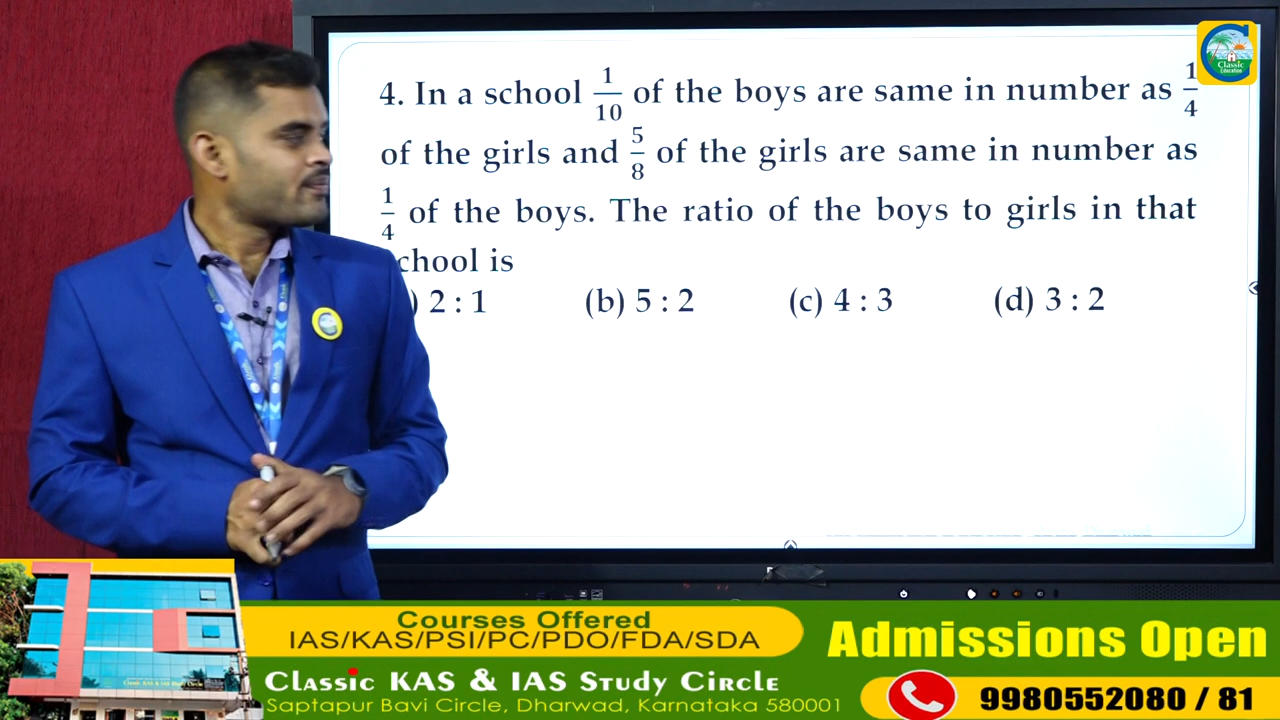 4. In a school 1/10 of the boys are same in number as 1/4
of the girls and 5/8 of the girls are same in number as
1/4 of the boys. The ratio of the boys to girls in that
chool is
) 2 : 1 (b) 5 : 2 (c) 4 : 3 (d) 3 : 2
Classic
Education
Courses Offered
IAS/KAS/PSI/PC/PDO/FDA/SDA
Classic KAS & IAS Study Circle
Saptapur Bavi Circle, Dharwad, Karnataka 580001
Admissions Open
9980552080 / 81